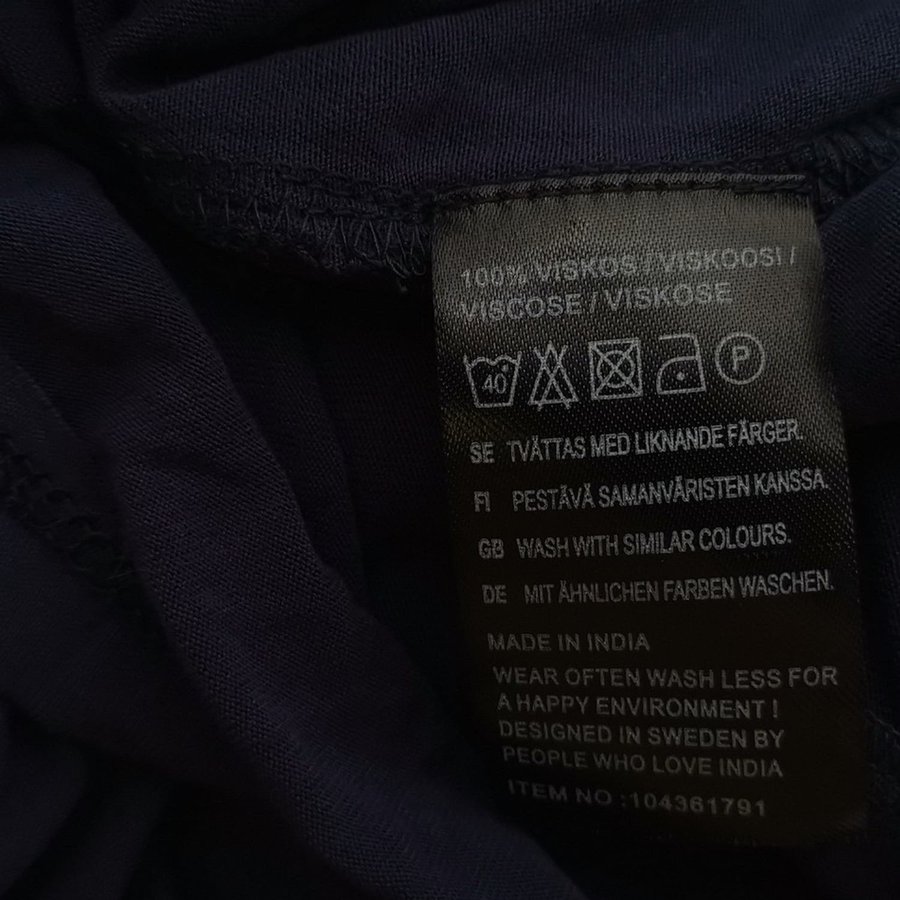 100% VISKOS / VISKOOSI /
VISCOSE / VISKOSE
40° P
SE TVÄTTAS MED LIKNANDE FÄRGER.
FI PESTÄVÄ SAMANVÄRISTEN KANSSA.
GB WASH WITH SIMILAR COLOURS.
DE MIT ÄHNLICHEN FARBEN WASCHEN.
MADE IN INDIA
WEAR OFTEN WASH LESS FOR
A HAPPY ENVIRONMENT !
DESIGNED IN SWEDEN BY
PEOPLE WHO LOVE INDIA
ITEM NO :104361791